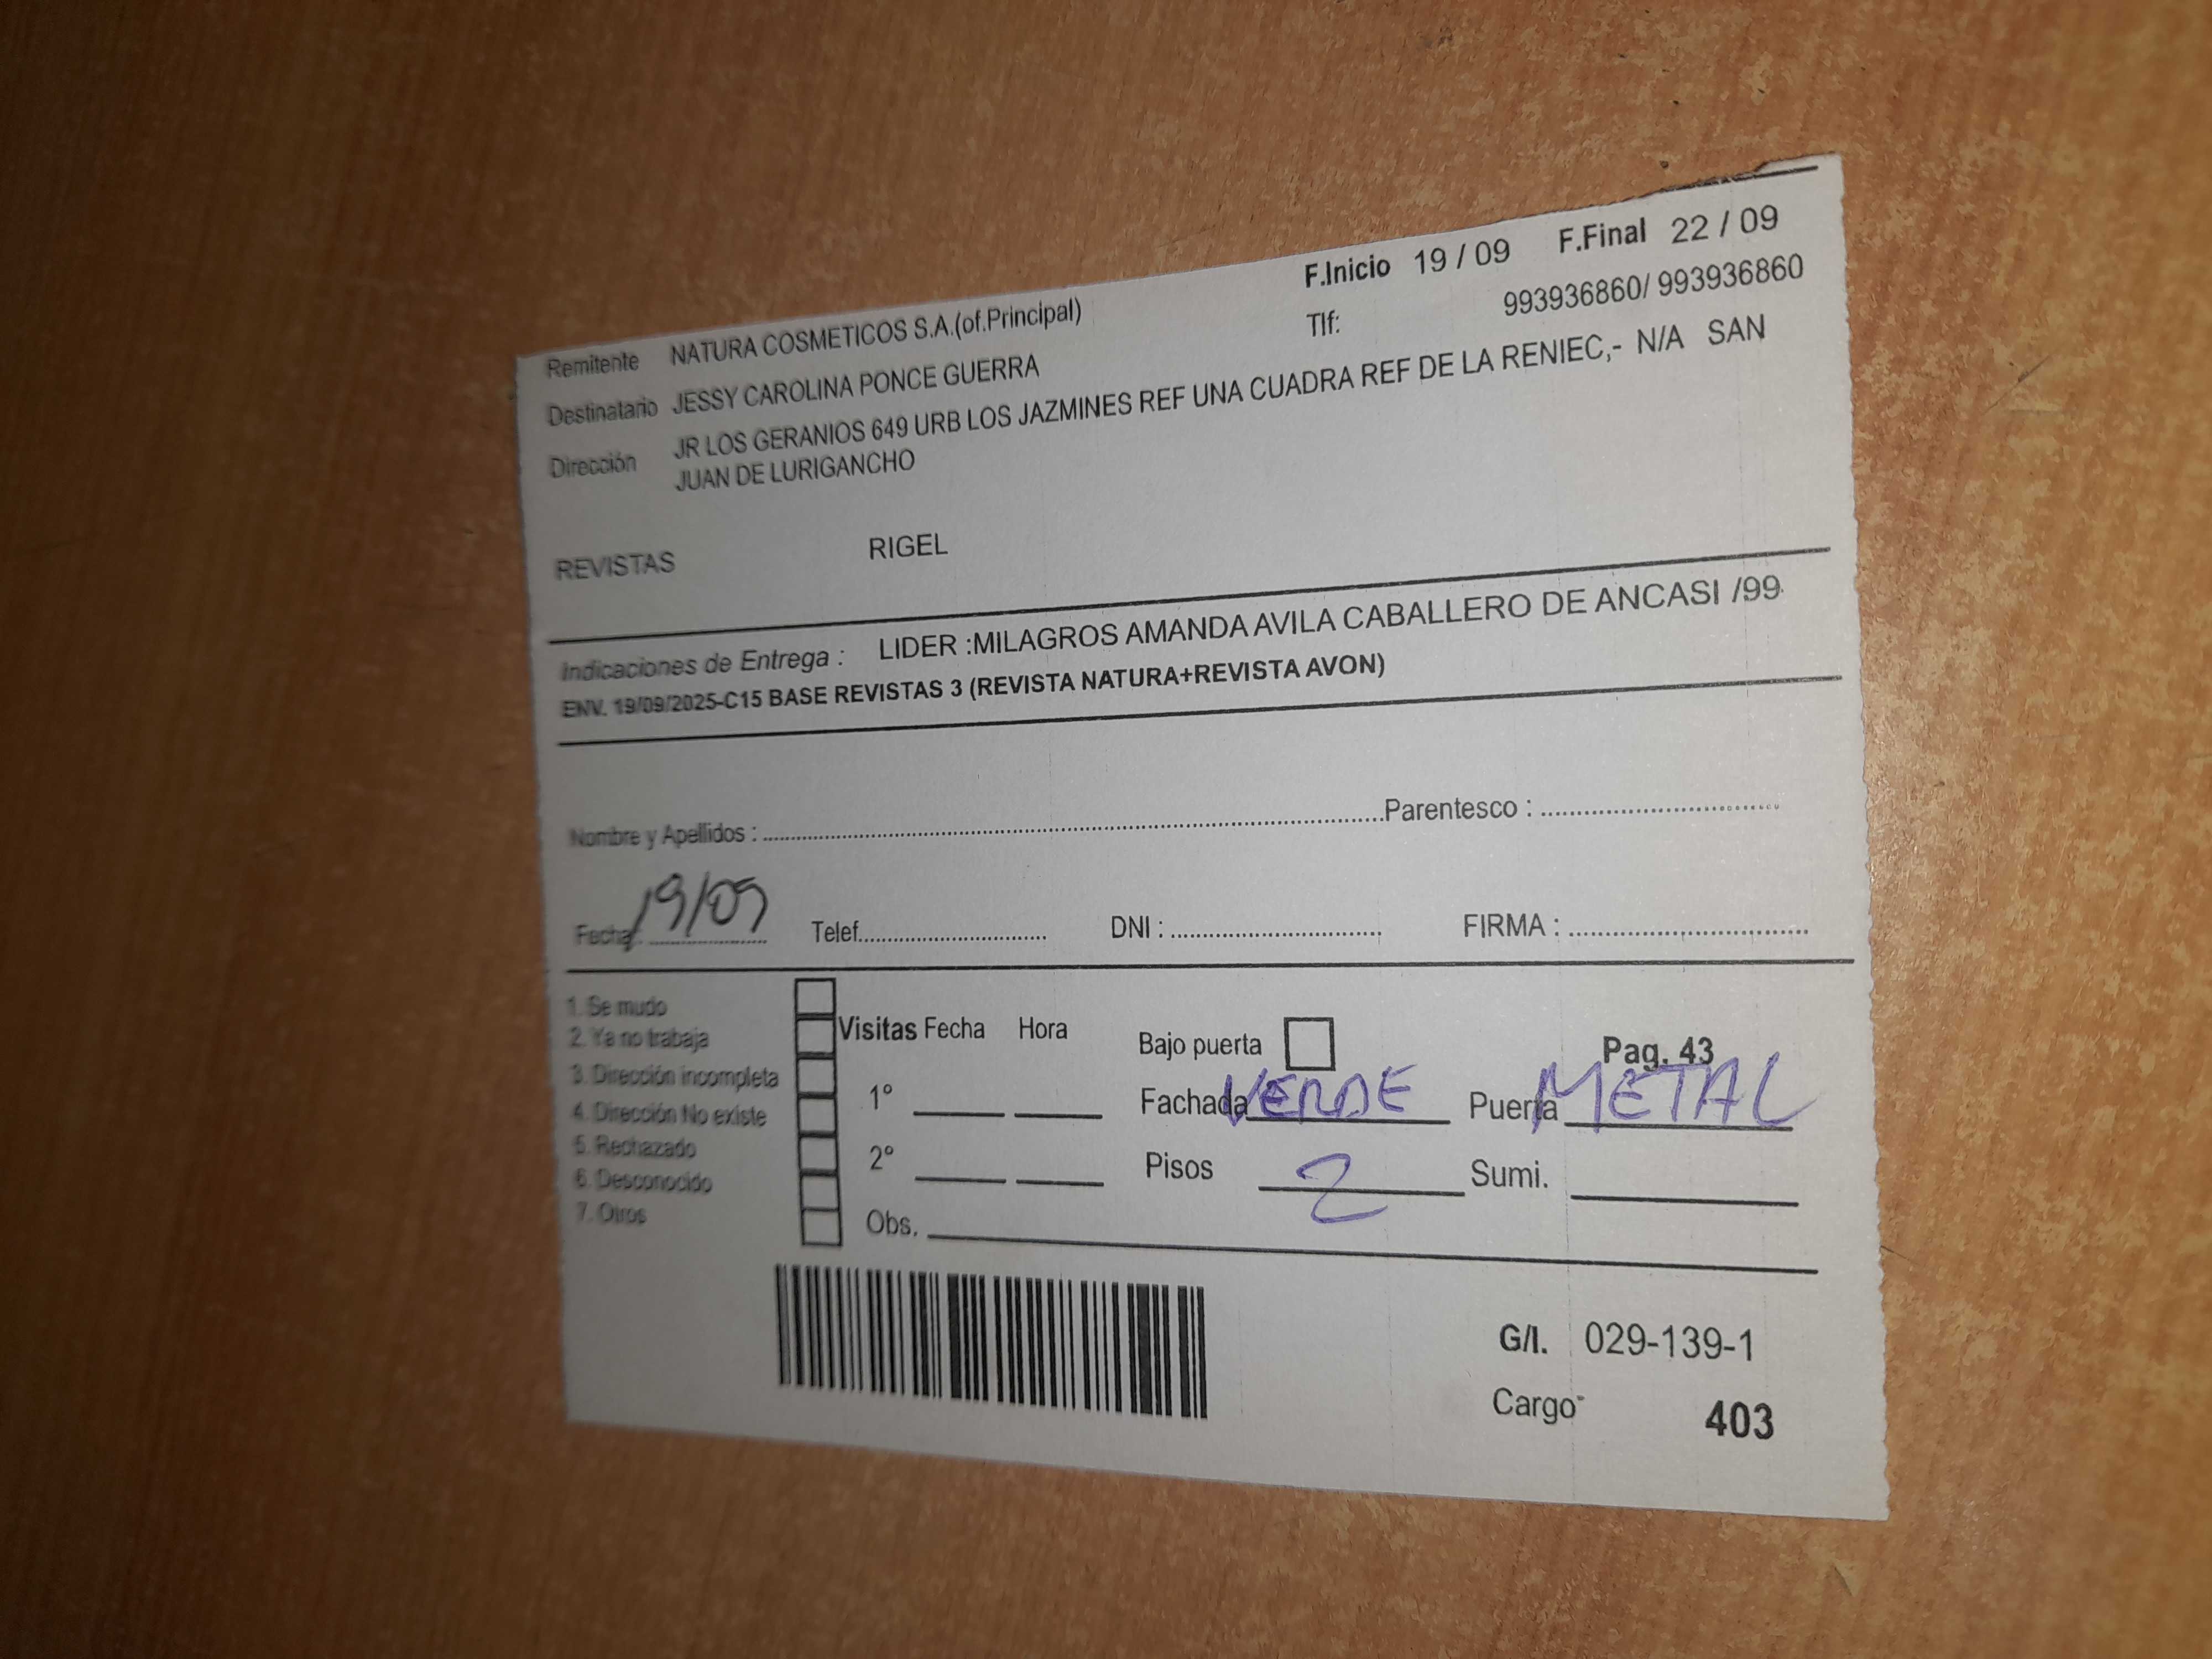 F.Inicio 19 / 09 F.Final 22 / 09
Remitente NATURA COSMETICOS S.A.(of.Principal) Tlf: 993936860/ 993936860
Destinatario JESSY CAROLINA PONCE GUERRA
Dirección JR LOS GERANIOS 649 URB LOS JAZMINES REF UNA CUADRA REF DE LA RENIEC,- N/A SAN
JUAN DE LURIGANCHO
REVISTAS RIGEL
Indicaciones de Entrega : LIDER :MILAGROS AMANDA AVILA CABALLERO DE ANCASI /99
ENV. 19/09/2025-C15 BASE REVISTAS 3 (REVISTA NATURA+REVISTA AVON)
Nombre y Apellidos : Parentesco :
Fecha: 19/09 Telef. DNI : FIRMA :
1. Se mudo
2. Ya no trabaja
3. Dirección incompleta
4. Dirección No existe
5. Rechazado
6. Desconocido
7. Otros
Visitas Fecha Hora Bajo puerta Pag. 43
1° Fachada VERDE Puerta METAL
2° Pisos 2 Sumi.
Obs.
G/I. 029-139-1
Cargo- 403